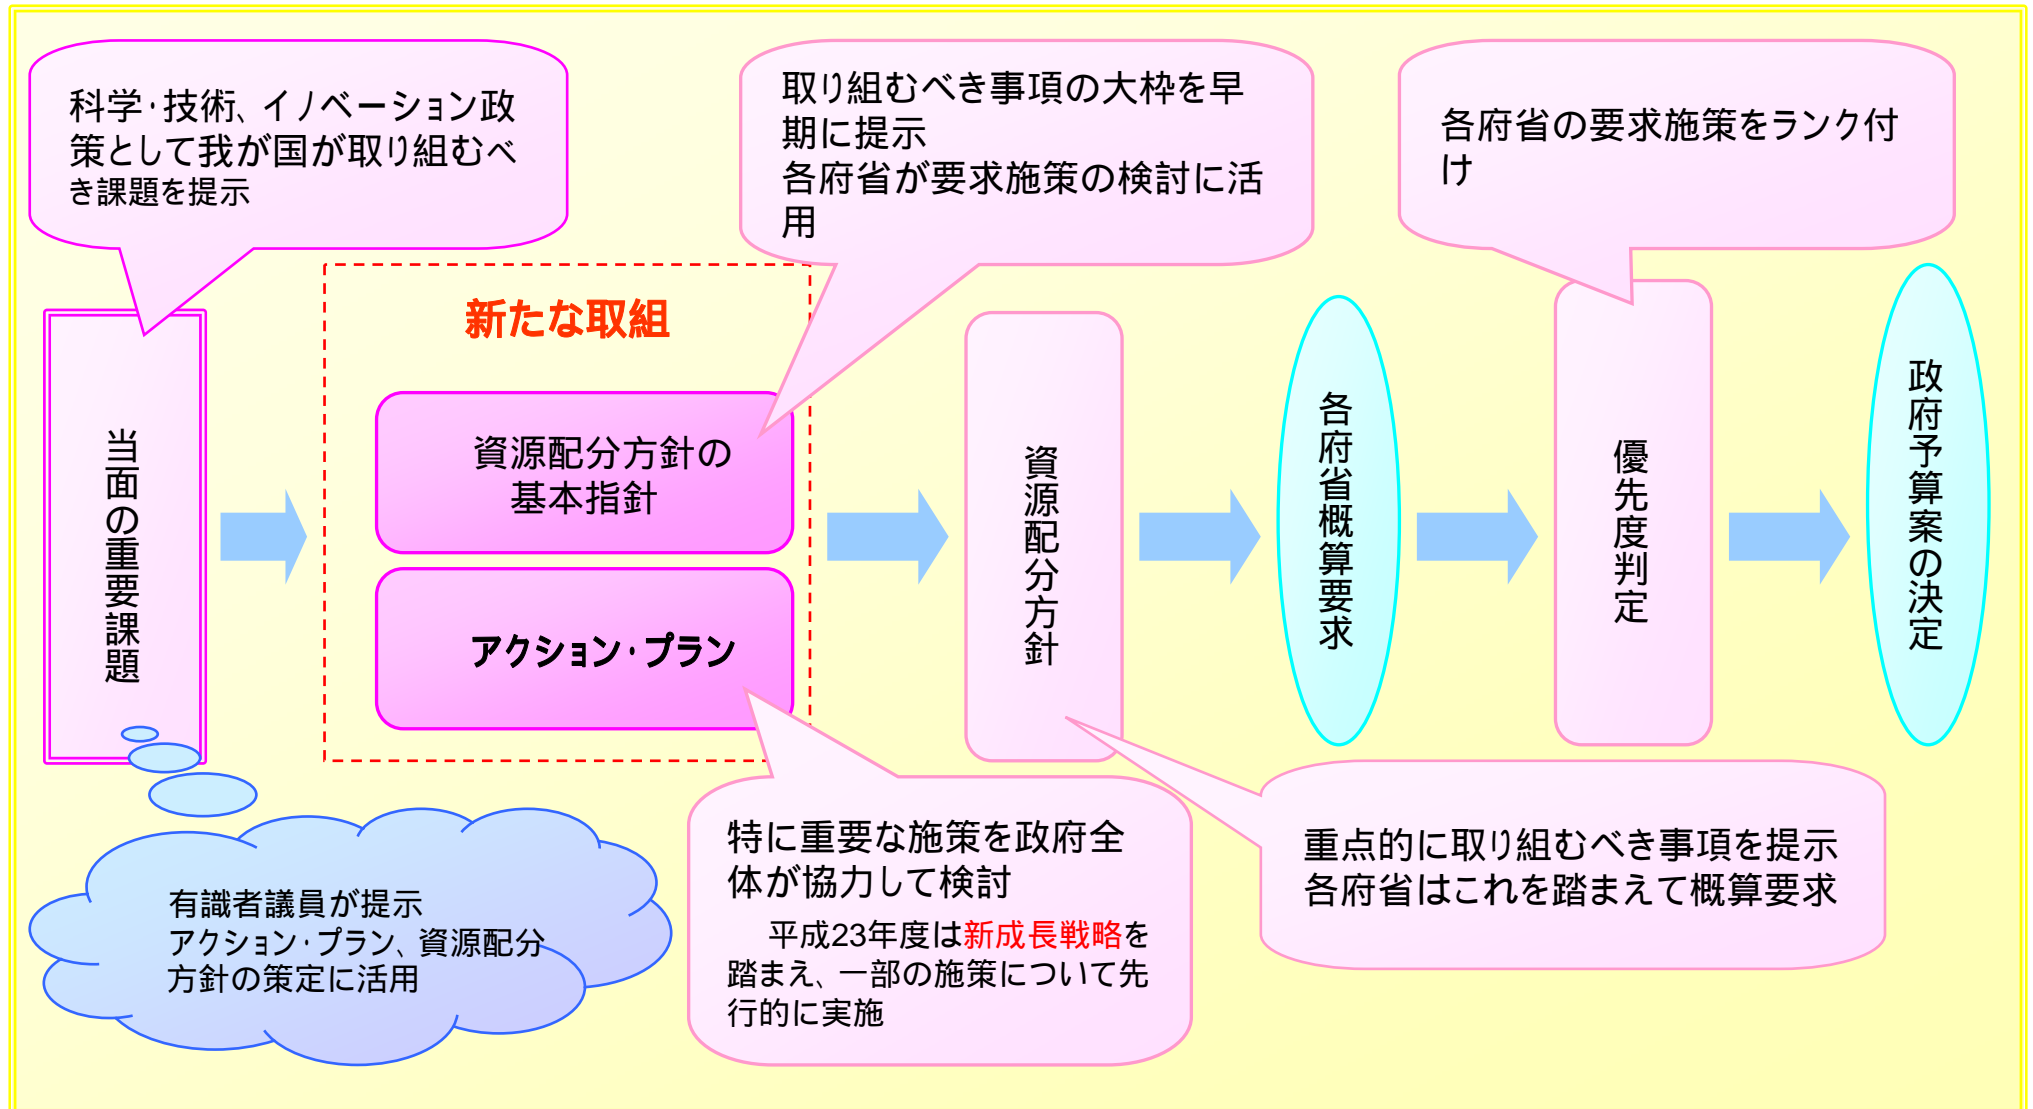 科学・技術、イノベーション政
策として我が国が取り組むべ
き課題を提示
取り組むべき事項の大枠を早
期に提示
各府省が要求施策の検討に活
用
各府省の要求施策をランク付
け
新たな取組
当面の重要課題
資源配分方針の
基本指針
アクション・プラン
資源配分方針
各府省概算要求
優先度判定
政府予算案の決定
有識者議員が提示
アクション・プラン、資源配分
方針の策定に活用
特に重要な施策を政府全
体が協力して検討
平成23年度は新成長戦略を
踏まえ、一部の施策について先
行的に実施
重点的に取り組むべき事項を提示
各府省はこれを踏まえて概算要求